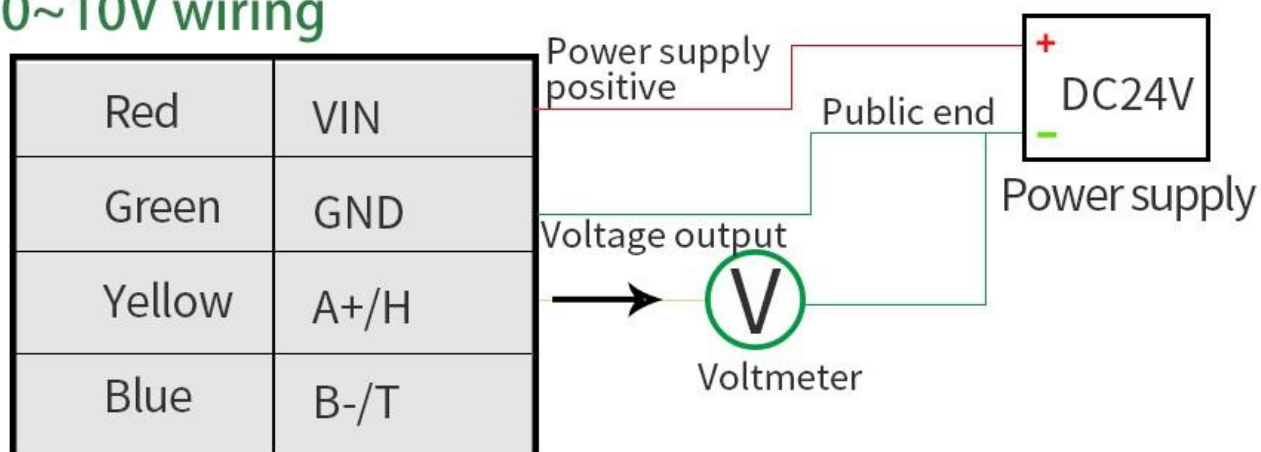 0~10V wiring
Power supply
positive
+
DC24V
Red VIN
Public end
-
Power supply
Green GND
Voltage output
Yellow A+/H
V
Voltmeter
Blue B-/T